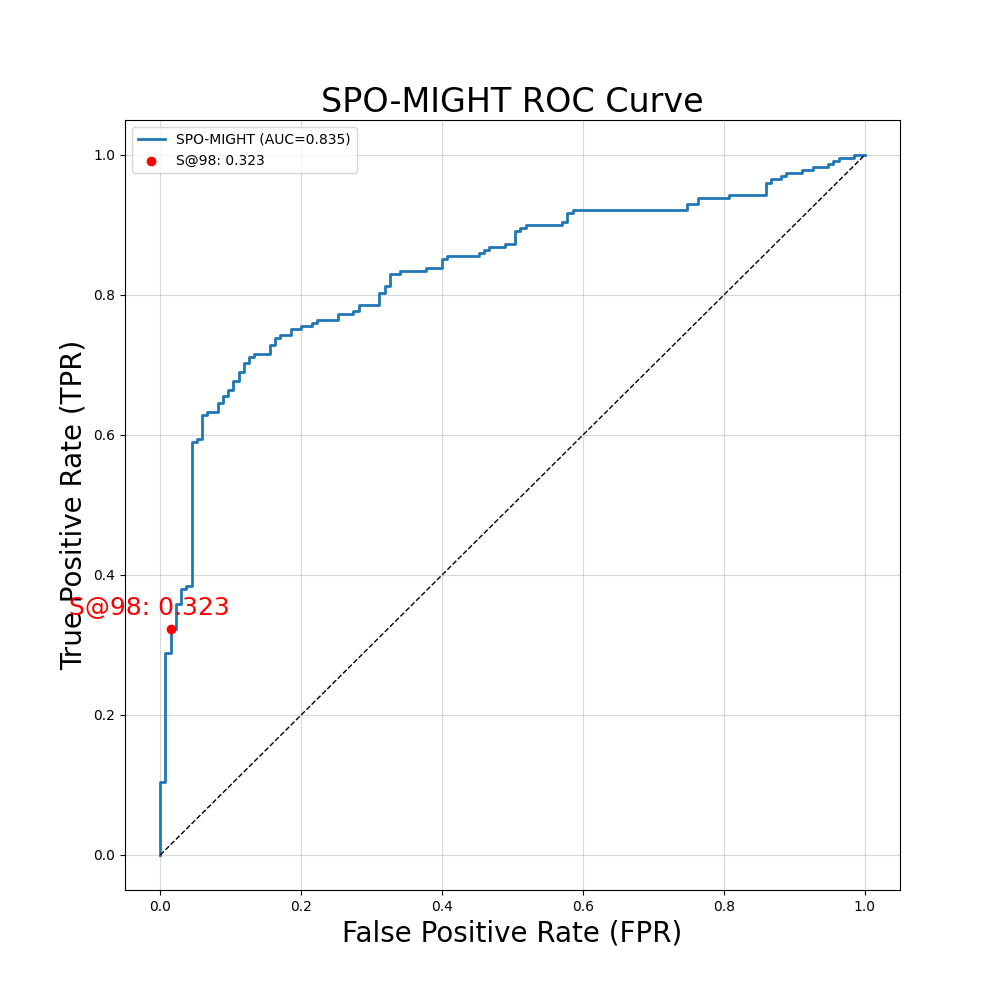 SPO-MIGHT ROC Curve
SPO-MIGHT (AUC=0.835)
S@98: 0.323
1.0
0.8
0.6
0.4
0.2
0.0
True Positive Rate (TPR)
S@98: 0.323
0.0 0.2 0.4 0.6 0.8 1.0
False Positive Rate (FPR)